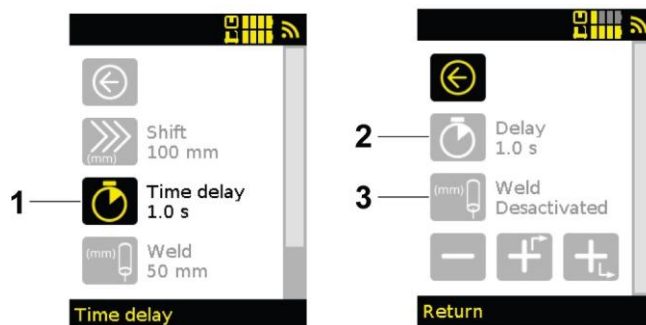 (mm)
Shift
100 mm
1
Time delay
1.0 s
(mm)
Weld
50 mm
Time delay
2
Delay
1.0 s
3
(mm)
Weld
Desactivated
Return